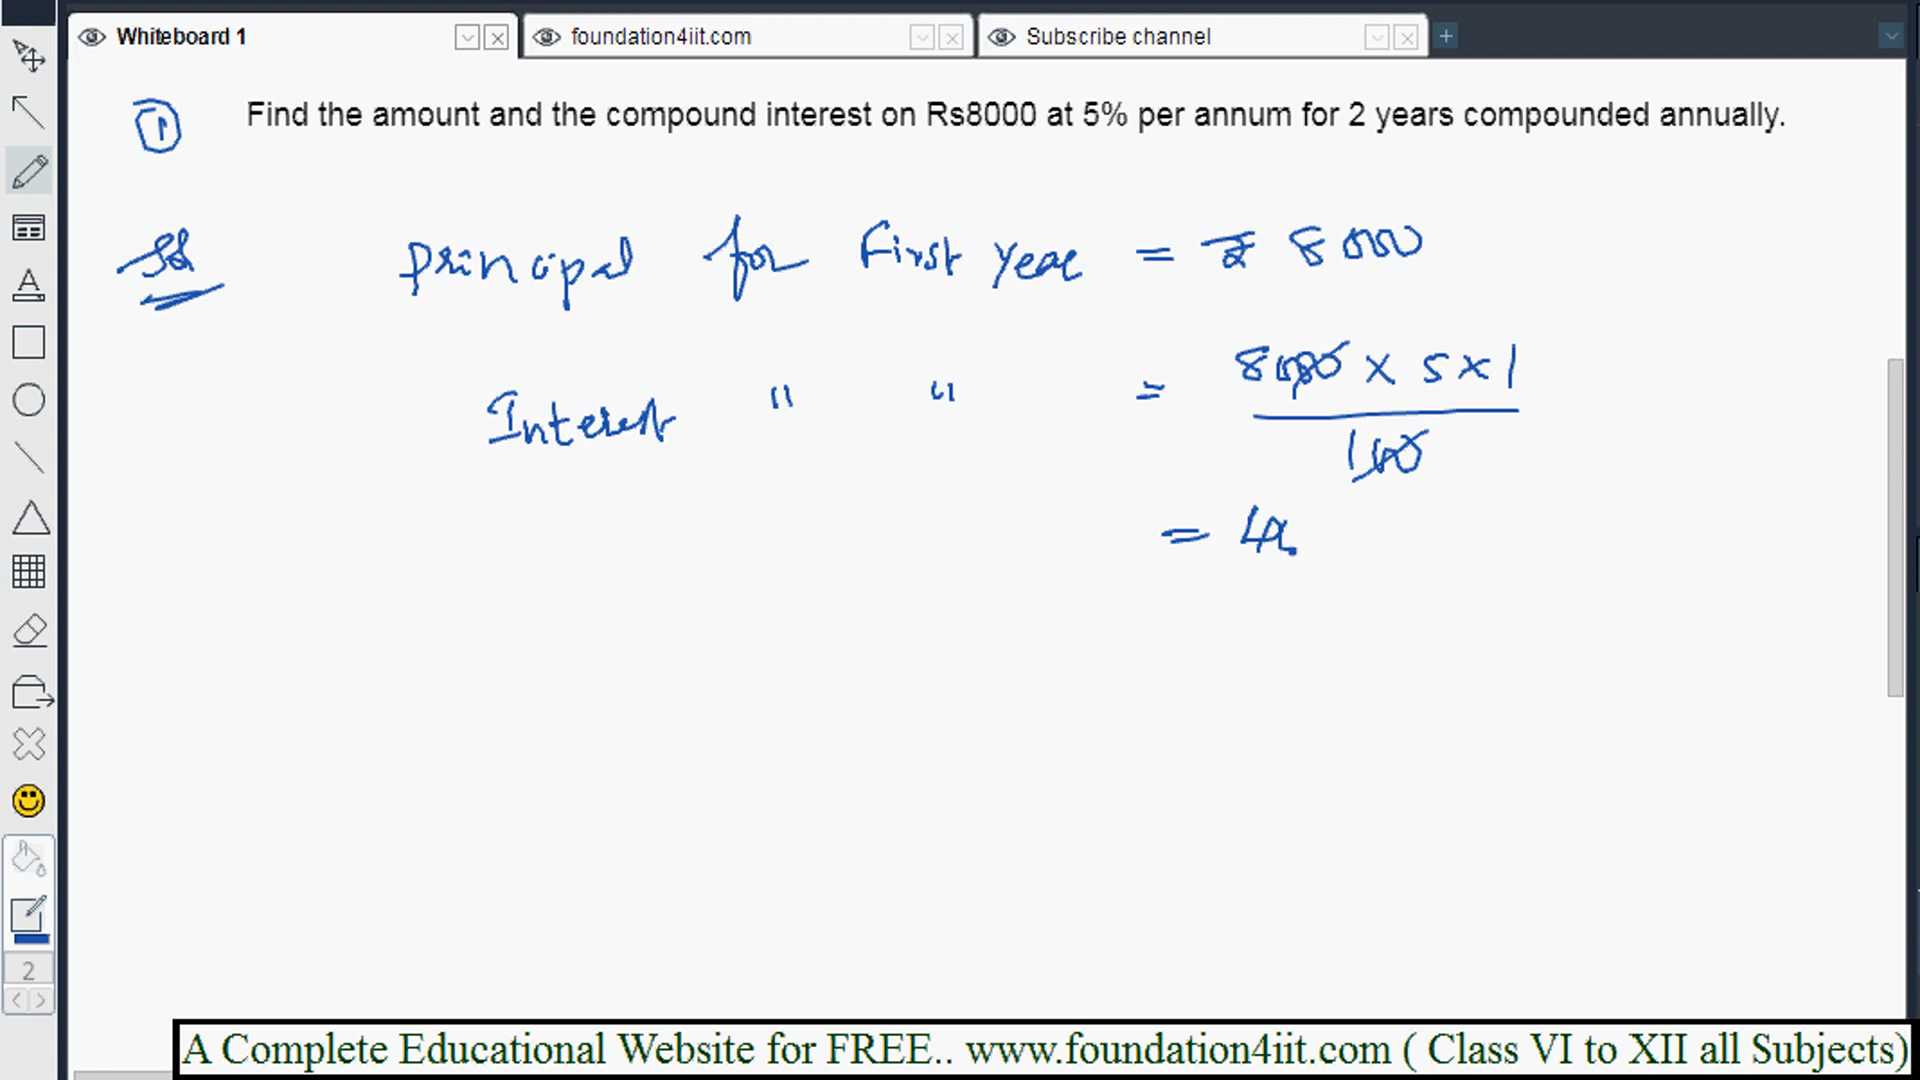 Whiteboard 1 foundation4iit.com Subscribe channel
① Find the amount and the compound interest on Rs8000 at 5% per annum for 2 years compounded annually.
Sol Principal for First Year = ₹ 8000
Interest " " = 8000 x 5 x 1
100
= 40
2
A Complete Educational Website for FREE.. www.foundation4iit.com ( Class VI to XII all Subjects)